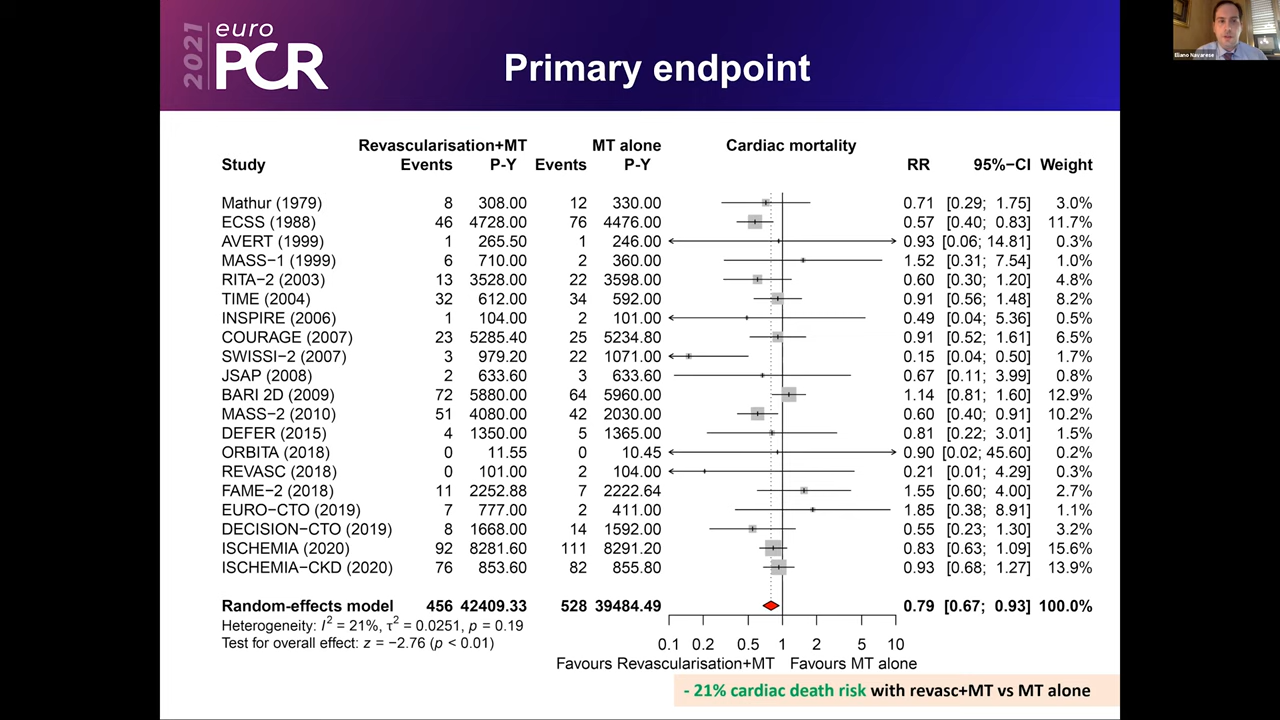 2021 euro PCR
Eliano Navarese
Primary endpoint
Revascularisation+MT MT alone Cardiac mortality
Study Events P-Y Events P-Y RR 95%−CI Weight
Mathur (1979) 8 308.00 12 330.00 0.71 [0.29; 1.75] 3.0%
ECSS (1988) 46 4728.00 76 4476.00 0.57 [0.40; 0.83] 11.7%
AVERT (1999) 1 265.50 1 246.00 0.93 [0.06; 14.81] 0.3%
MASS−1 (1999) 6 710.00 2 360.00 1.52 [0.31; 7.54] 1.0%
RITA−2 (2003) 13 3528.00 22 3598.00 0.60 [0.30; 1.20] 4.8%
TIME (2004) 32 612.00 34 592.00 0.91 [0.56; 1.48] 8.2%
INSPIRE (2006) 1 104.00 2 101.00 0.49 [0.04; 5.36] 0.5%
COURAGE (2007) 23 5285.40 25 5234.80 0.91 [0.52; 1.61] 6.5%
SWISSI−2 (2007) 3 979.20 22 1071.00 0.15 [0.04; 0.50] 1.7%
JSAP (2008) 2 633.60 3 633.60 0.67 [0.11; 3.99] 0.8%
BARI 2D (2009) 72 5880.00 64 5960.00 1.14 [0.81; 1.60] 12.9%
MASS−2 (2010) 51 4080.00 42 2030.00 0.60 [0.40; 0.91] 10.2%
DEFER (2015) 4 1350.00 5 1365.00 0.81 [0.22; 3.01] 1.5%
ORBITA (2018) 0 11.55 0 10.45 0.90 [0.02; 45.60] 0.2%
REVASC (2018) 0 101.00 2 104.00 0.21 [0.01; 4.29] 0.3%
FAME−2 (2018) 11 2252.88 7 2222.64 1.55 [0.60; 4.00] 2.7%
EURO−CTO (2019) 7 777.00 2 411.00 1.85 [0.38; 8.91] 1.1%
DECISION−CTO (2019) 8 1668.00 14 1592.00 0.55 [0.23; 1.30] 3.2%
ISCHEMIA (2020) 92 8281.60 111 8291.20 0.83 [0.63; 1.09] 15.6%
ISCHEMIA−CKD (2020) 76 853.60 82 855.80 0.93 [0.68; 1.27] 13.9%
Random−effects model 456 42409.33 528 39484.49 0.79 [0.67; 0.93] 100.0%
Heterogeneity: I² = 21%, τ² = 0.0251, p = 0.19
Test for overall effect: z = −2.76 (p < 0.01)
0.1 0.2 0.5 1 2 5 10
Favours Revascularisation+MT Favours MT alone
- 21% cardiac death risk with revasc+MT vs MT alone